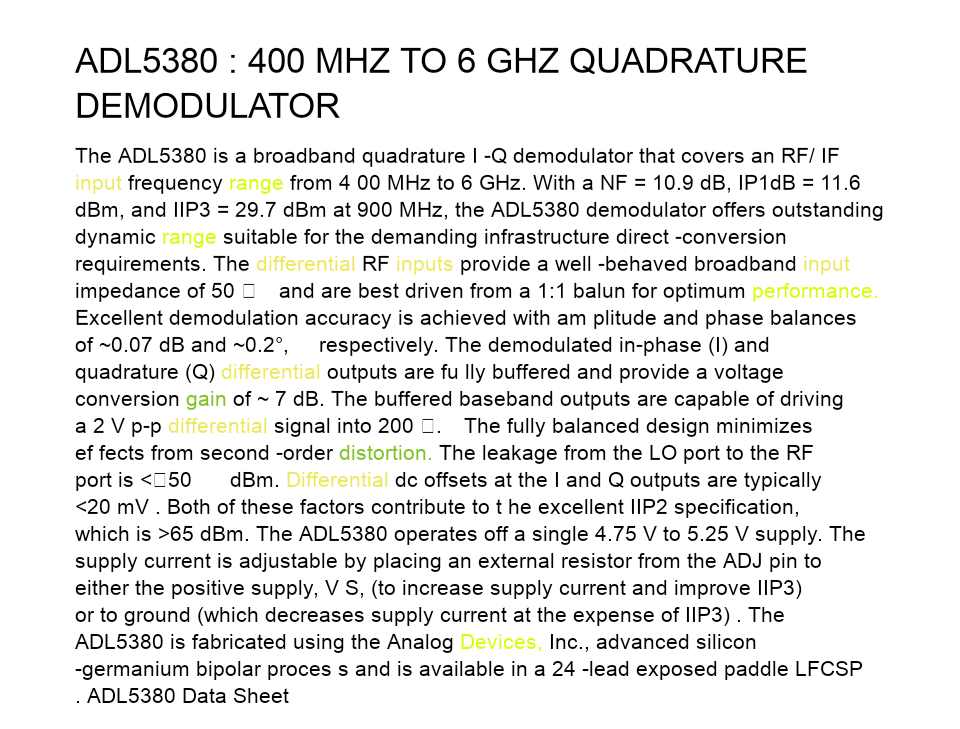 ADL5380 : 400 MHZ TO 6 GHZ QUADRATURE
DEMODULATOR
The ADL5380 is a broadband quadrature I -Q demodulator that covers an RF/ IF
input frequency range from 4 00 MHz to 6 GHz. With a NF = 10.9 dB, IP1dB = 11.6
dBm, and IIP3 = 29.7 dBm at 900 MHz, the ADL5380 demodulator offers outstanding
dynamic range suitable for the demanding infrastructure direct -conversion
requirements. The differential RF inputs provide a well -behaved broadband input
impedance of 50 □ and are best driven from a 1:1 balun for optimum performance.
Excellent demodulation accuracy is achieved with am plitude and phase balances
of ~0.07 dB and ~0.2°, respectively. The demodulated in-phase (I) and
quadrature (Q) differential outputs are fu lly buffered and provide a voltage
conversion gain of ~ 7 dB. The buffered baseband outputs are capable of driving
a 2 V p-p differential signal into 200 □. The fully balanced design minimizes
ef fects from second -order distortion. The leakage from the LO port to the RF
port is <□50 dBm. Differential dc offsets at the I and Q outputs are typically
<20 mV . Both of these factors contribute to t he excellent IIP2 specification,
which is >65 dBm. The ADL5380 operates off a single 4.75 V to 5.25 V supply. The
supply current is adjustable by placing an external resistor from the ADJ pin to
either the positive supply, V S, (to increase supply current and improve IIP3)
or to ground (which decreases supply current at the expense of IIP3) . The
ADL5380 is fabricated using the Analog Devices, Inc., advanced silicon
-germanium bipolar proces s and is available in a 24 -lead exposed paddle LFCSP
. ADL5380 Data Sheet